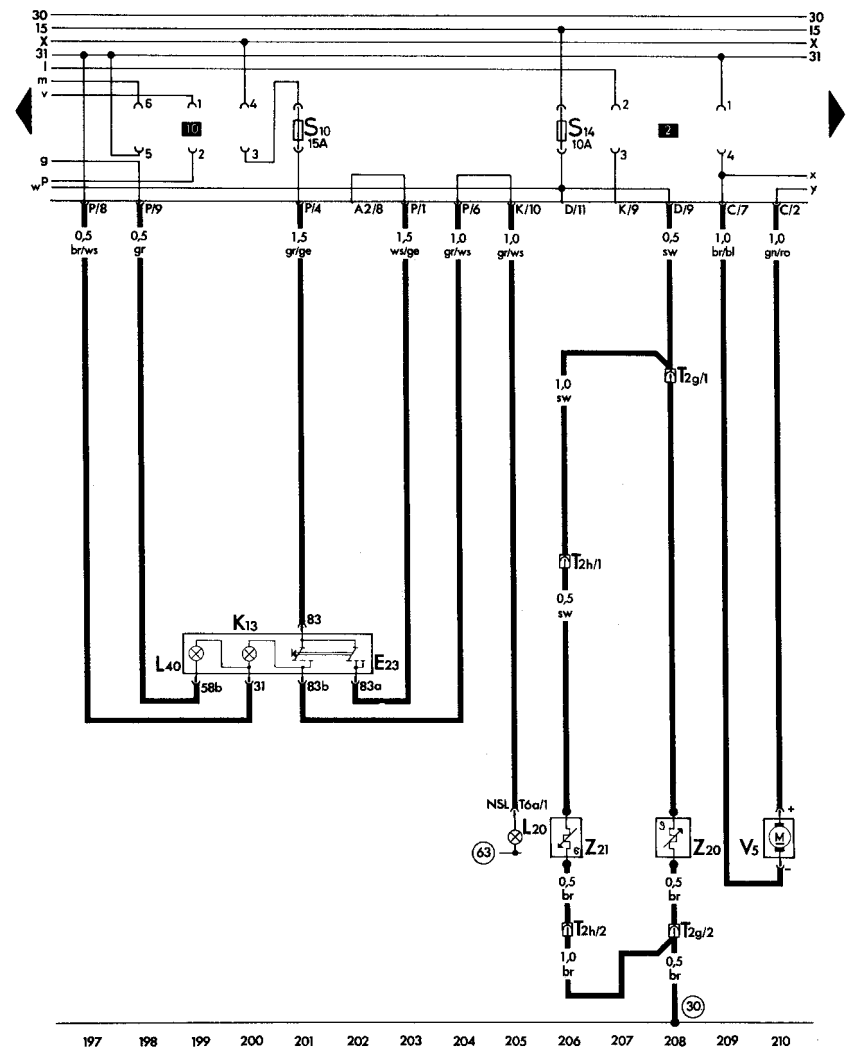 30 30
15 15
X X
31 31
l
m
v
6 1 4 2 1
10 S10 S14 2
15A 10A
5 2 3 3 4
g
p x
w y
P/8 P/9 P/4 A2/8 P/1 P/6 K/10 D/11 K/9 D/9 C/7 C/2
0,5 0,5 1,5 1,5 1,0 1,0 0,5 1,0 1,0
br/ws gr gr/ge ws/ge gr/ws gr/ws sw br/bl gn/ro
T2g/1
1,0
sw
T2h/1
0,5
sw
K13 83
L40 E23
58b 31 83b 83a
NSL T6a/1 +
L20
63 Z21 Z20 V5 M
-
0,5 0,5
br br
T2h/2 T2g/2
1,0 0,5
br br
30
197 198 199 200 201 202 203 204 205 206 207 208 209 210